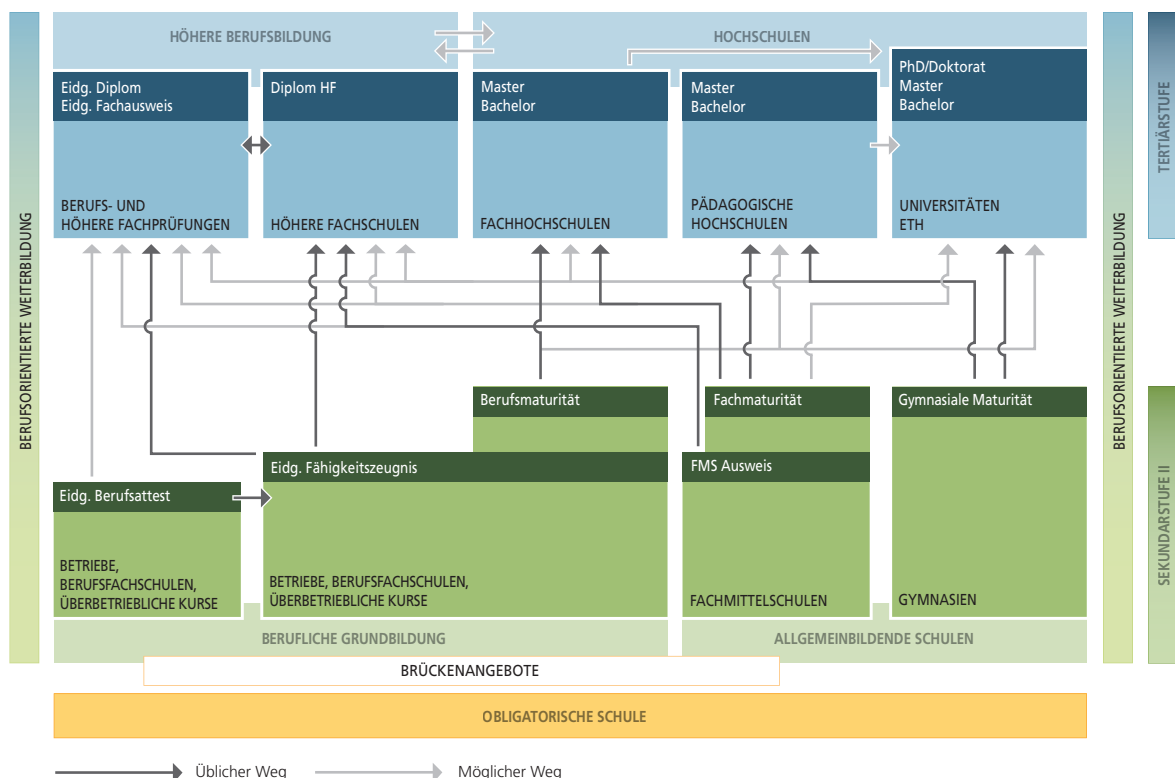 HÖHERE BERUFSBILDUNG
HOCHSCHULEN
Eidg. Diplom
Eidg. Fachausweis
Diplom HF
Master
Bachelor
Master
Bachelor
PhD/Doktorat
Master
Bachelor
BERUFS- UND
HÖHERE FACHPRÜFUNGEN
HÖHERE FACHSCHULEN
FACHHOCHSCHULEN
PÄDAGOGISCHE
HOCHSCHULEN
UNIVERSITÄTEN
ETH
BERUFSORIENTIERTE WEITERBILDUNG
BERUFSORIENTIERTE WEITERBILDUNG
TERTIÄRSTUFE
SEKUNDARSTUFE II
Berufsmaturität
Fachmaturität
Gymnasiale Maturität
Eidg. Fähigkeitszeugnis
FMS Ausweis
Eidg. Berufsattest
BETRIEBE,
BERUFSFACHSCHULEN,
ÜBERBETRIEBLICHE KURSE
BETRIEBE, BERUFSFACHSCHULEN,
ÜBERBETRIEBLICHE KURSE
FACHMITTELSCHULEN
GYMNASIEN
BERUFLICHE GRUNDBILDUNG
ALLGEMEINBILDENDE SCHULEN
BRÜCKENANGEBOTE
OBLIGATORISCHE SCHULE
Üblicher Weg
Möglicher Weg